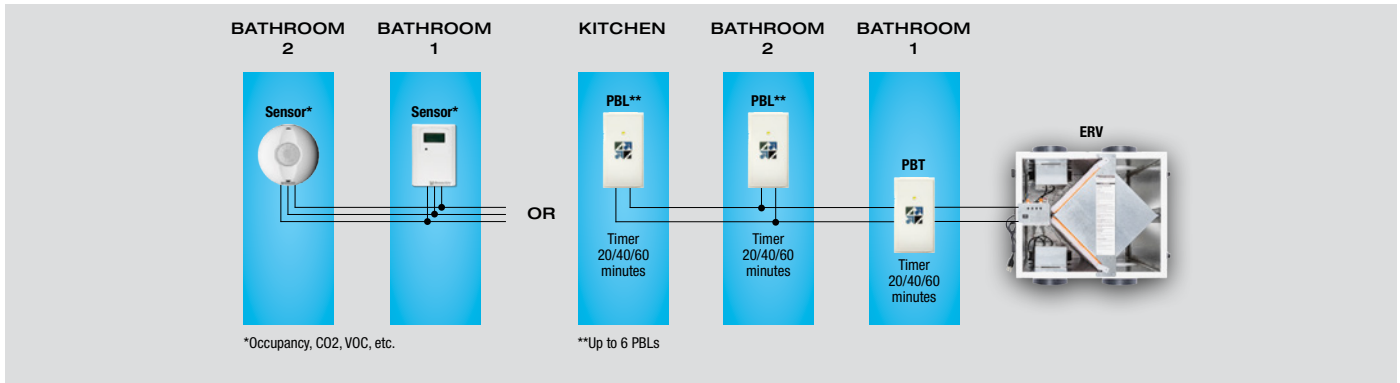 BATHROOM
2
BATHROOM
1
KITCHEN
BATHROOM
2
BATHROOM
1
Sensor*
Sensor*
PBL**
PBL**
PBT
ERV
OR
Timer
20/40/60
minutes
Timer
20/40/60
minutes
Timer
20/40/60
minutes
*Occupancy, CO2, VOC, etc.
**Up to 6 PBLs